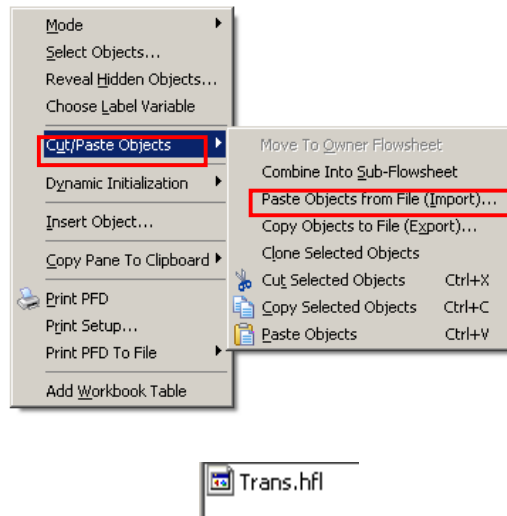 Mode
Select Objects...
Reveal Hidden Objects...
Choose Label Variable
Cut/Paste Objects
Dynamic Initialization
Insert Object...
Copy Pane To Clipboard
Print PFD
Print Setup...
Print PFD To File
Add Workbook Table
Move To Owner Flowsheet
Combine Into Sub-Flowsheet
Paste Objects from File (Import)...
Copy Objects to File (Export)...
Clone Selected Objects
Cut Selected Objects Ctrl+X
Copy Selected Objects Ctrl+C
Paste Objects Ctrl+V
Trans.hfl